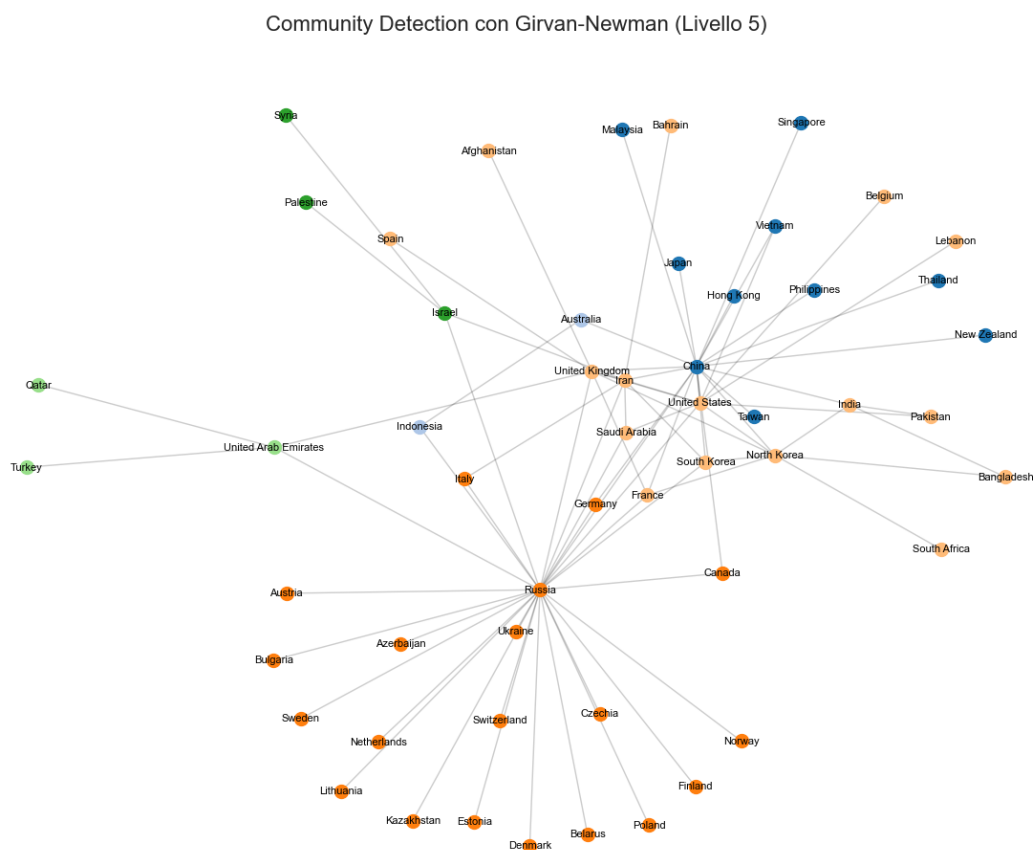 Community Detection con Girvan-Newman (Livello 5)
Syria
Singapore
Malaysia
Bahrain
Afghanistan
Belgium
Palestine
Vietnam
Spain
Lebanon
Japan
Thailand
Philippines
Hong Kong
Israel
Australia
New Zealand
China
United Kingdom
Iran
Qatar
United States
India
Taiwan
Pakistan
Indonesia
Saudi Arabia
United Arab Emirates
North Korea
South Korea
Turkey
Bangladesh
Italy
France
Germany
South Africa
Canada
Russia
Austria
Ukraine
Azerbaijan
Bulgaria
Czechia
Sweden
Switzerland
Norway
Netherlands
Finland
Lithuania
Kazakhstan
Estonia
Poland
Belarus
Denmark